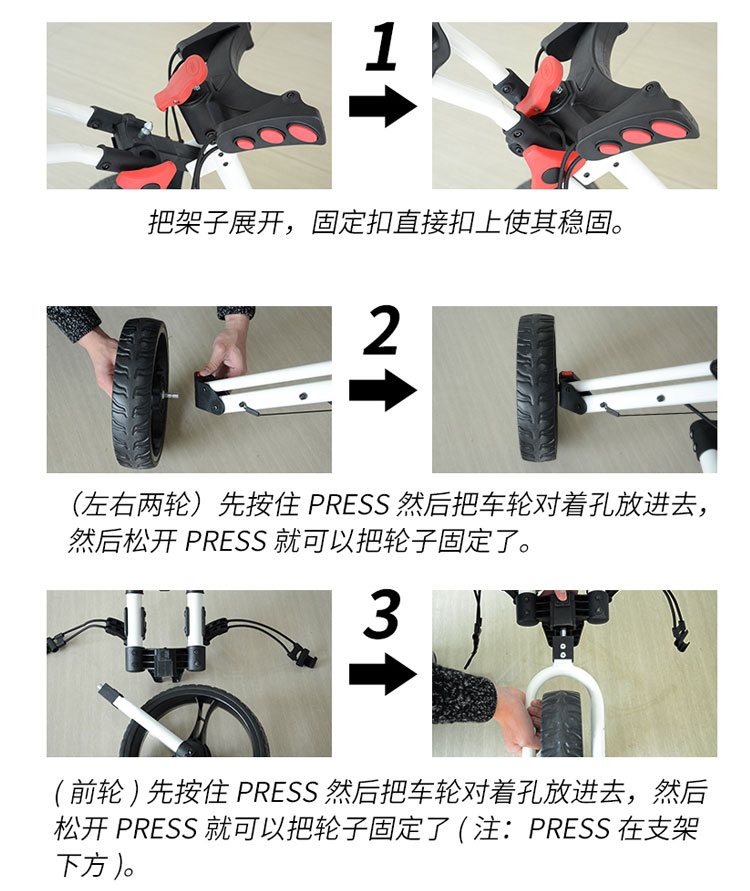 1
把架子展开，固定扣直接扣上使其稳固。
2
（左右两轮）先按住 PRESS 然后把车轮对着孔放进去，
然后松开 PRESS 就可以把轮子固定了。
3
( 前轮 ) 先按住 PRESS 然后把车轮对着孔放进去，然后
松开 PRESS 就可以把轮子固定了 ( 注：PRESS 在支架
下方 )。